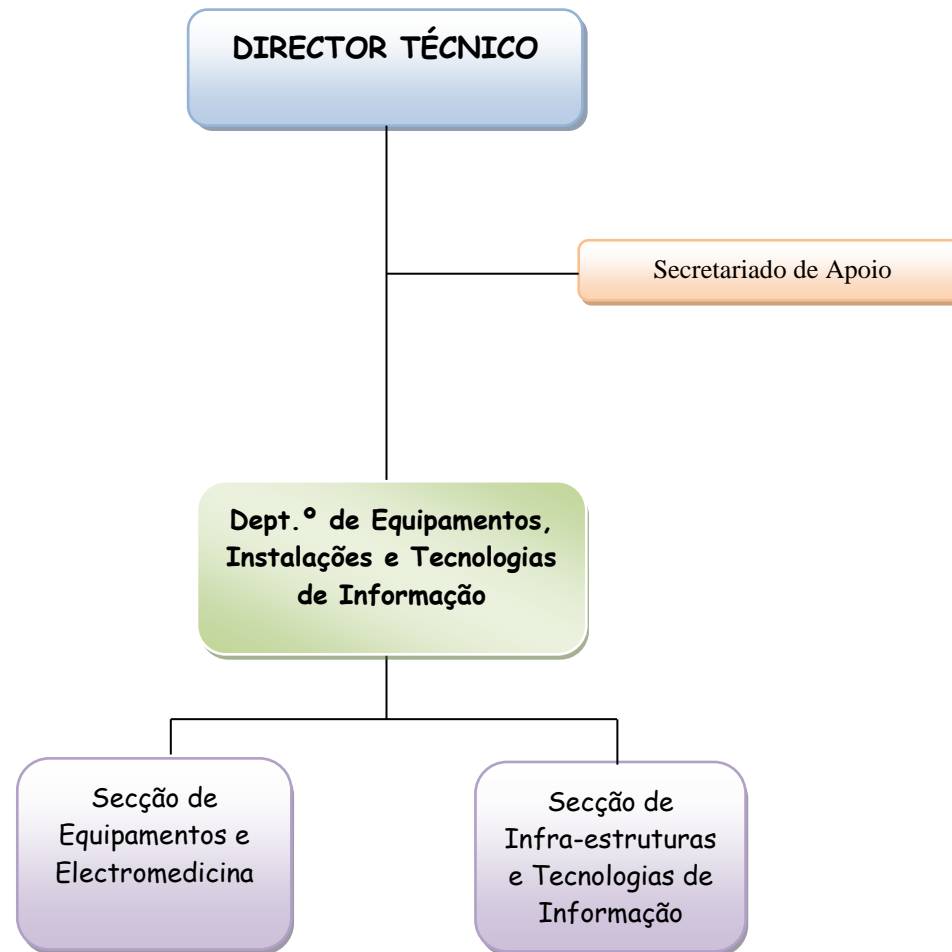 DIRECTOR TÉCNICO
Secretariado de Apoio
Dept.º de Equipamentos,
Instalações e Tecnologias
de Informação
Secção de
Equipamentos e
Electromedicina
Secção de
Infra-estruturas
e Tecnologias de
Informação